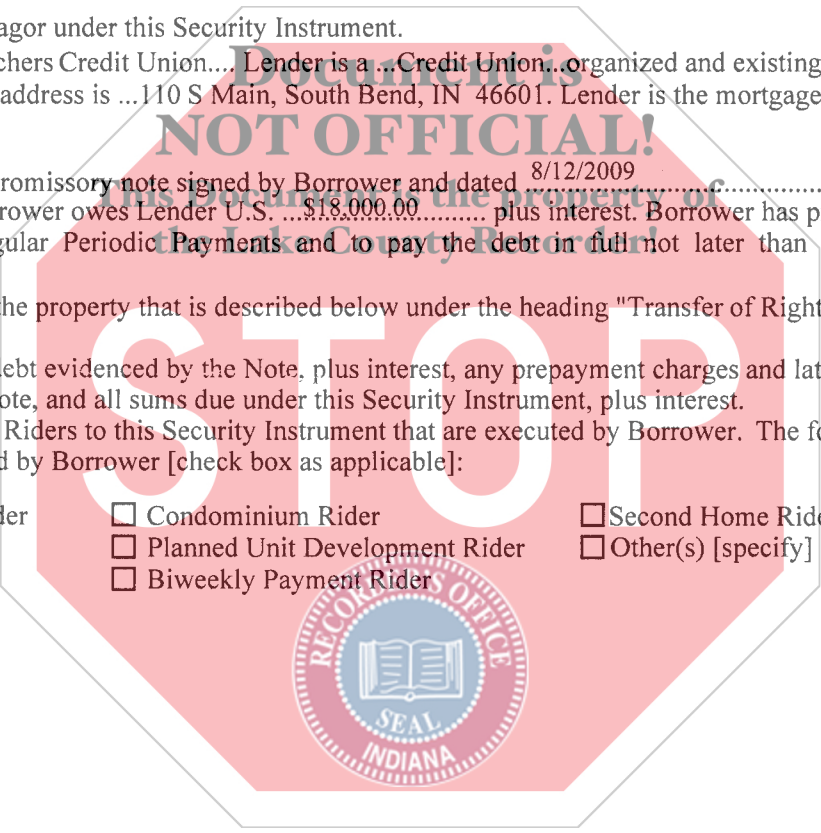 agor under this Security Instrument.
chers Credit Union.... Lender is a ...Credit Union...organized and existing
address is ...110 S Main, South Bend, IN 46601. Lender is the mortgage
romissory note signed by Borrower and dated 8/12/2009
rower owes Lender U.S. ...$18,000.00.......... plus interest. Borrower has p
gular Periodic Payments and to pay the debt in full not later than
the property that is described below under the heading "Transfer of Right
debt evidenced by the Note, plus interest, any prepayment charges and lat
ote, and all sums due under this Security Instrument, plus interest.
Riders to this Security Instrument that are executed by Borrower. The fo
d by Borrower [check box as applicable]:
der ☐ Condominium Rider ☐ Second Home Ride
☐ Planned Unit Development Rider ☐ Other(s) [specify]
☐ Biweekly Payment Rider
Document is
NOT OFFICIAL!
This Document is the property of
the Lake County Recorder!
STOP
RECORDER'S OFFICE
SEAL
INDIANA